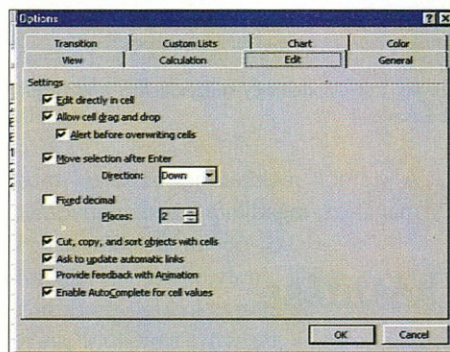 Options
Transition Custom Lists Chart Color
View Calculation Edit General
Settings
Edit directly in cell
Allow cell drag and drop
Alert before overwriting cells
Move selection after Enter
Direction: Down
Fixed decimal
Places: 2
Cut, copy, and sort objects with cells
Ask to update automatic links
Provide feedback with Animation
Enable AutoComplete for cell values
OK Cancel